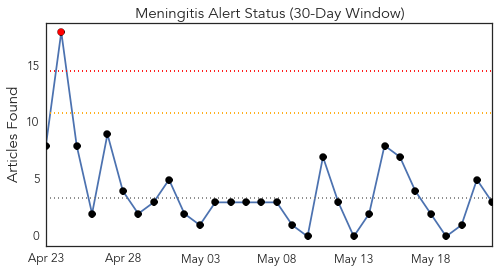 Meningitis Alert Status (30-Day Window)
Articles Found
15
10
5
0
Apr 23 Apr 28 May 03 May 08 May 13 May 18